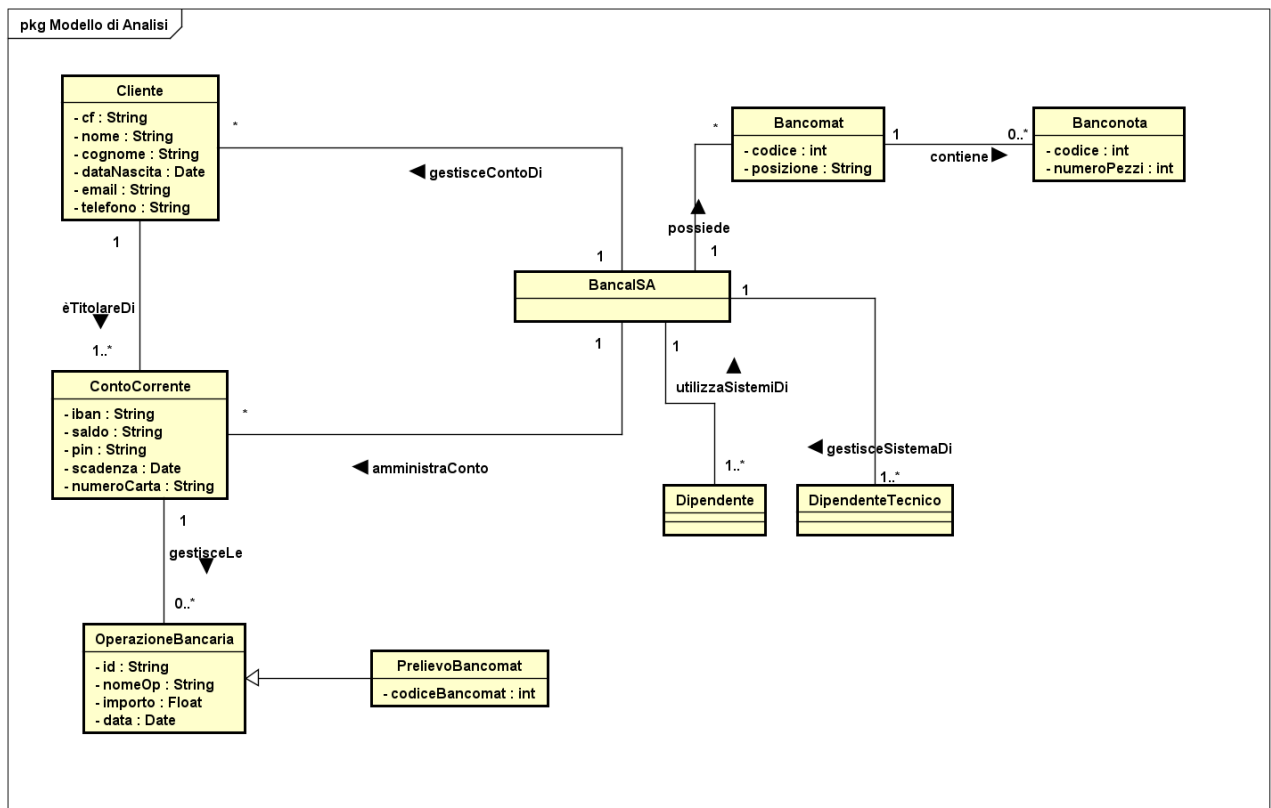 pkg Modello di Analisi
Cliente
- cf : String
- nome : String
- cognome : String
- dataNascita : Date
- email : String
- telefono : String
*
gestisceContoDi
1
Bancomat
- codice : int
- posizione : String
*
possiede
1
1
contiene
0..*
Banconota
- codice : int
- numeroPezzi : int
BancaISA
1
èTitolareDi
1..*
ContoCorrente
- iban : String
- saldo : String
- pin : String
- scadenza : Date
- numeroCarta : String
*
amministraConto
1
1
utilizzaSistemiDi
1..*
Dipendente
1
gestisceSistemaDi
1..*
DipendenteTecnico
1
gestisceLe
0..*
OperazioneBancaria
- id : String
- nomeOp : String
- importo : Float
- data : Date
PrelievoBancomat
- codiceBancomat : int